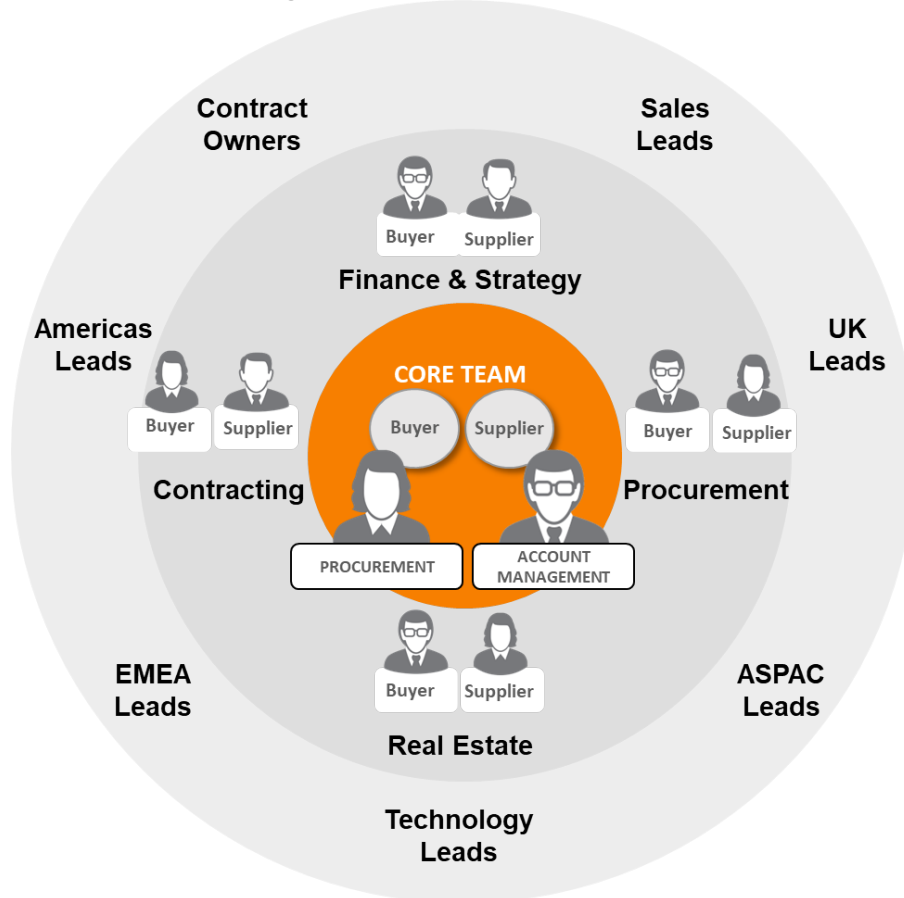 Contract
Owners
Sales
Leads
Buyer
Supplier
Finance & Strategy
Americas
Leads
UK
Leads
CORE TEAM
Buyer
Supplier
Buyer
Supplier
Buyer
Supplier
Contracting
Procurement
PROCUREMENT
ACCOUNT
MANAGEMENT
EMEA
Leads
ASPAC
Leads
Buyer
Supplier
Real Estate
Technology
Leads